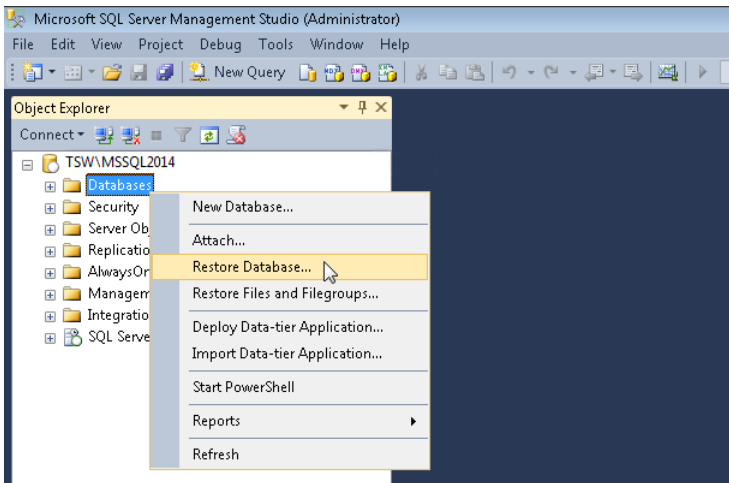 Microsoft SQL Server Management Studio (Administrator)
File Edit View Project Debug Tools Window Help
New Query
Object Explorer
Connect
TSW\MSSQL2014
Databases
Security
Server Ob
Replicatio
AlwaysOn
Managem
Integratio
SQL Serve
New Database...
Attach...
Restore Database...
Restore Files and Filegroups...
Deploy Data-tier Application...
Import Data-tier Application...
Start PowerShell
Reports
Refresh